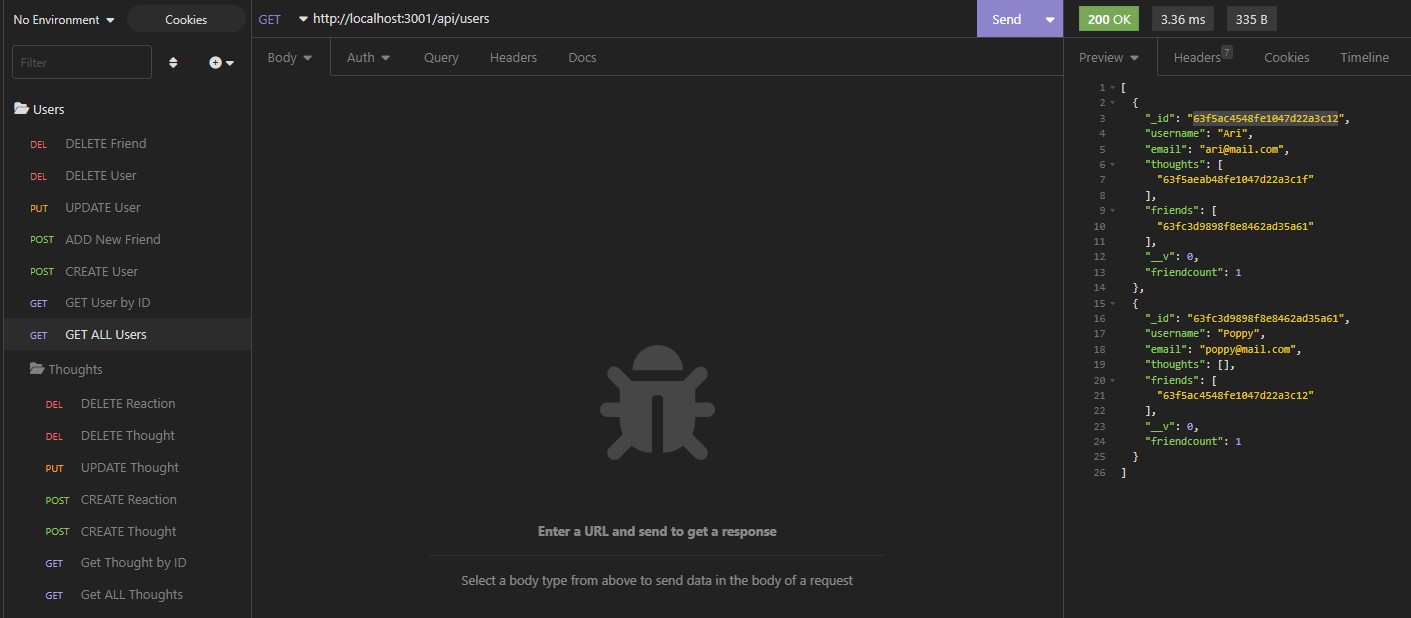 No Environment
Cookies
GET http://localhost:3001/api/users
Send
200 OK
3.36 ms
335 B
Filter
Body
Auth
Query
Headers
Docs
Preview
Headers 7
Cookies
Timeline
Users
DEL DELETE Friend
DEL DELETE User
PUT UPDATE User
POST ADD New Friend
POST CREATE User
GET GET User by ID
GET GET ALL Users
Thoughts
DEL DELETE Reaction
DEL DELETE Thought
PUT UPDATE Thought
POST CREATE Reaction
POST CREATE Thought
GET Get Thought by ID
GET Get ALL Thoughts
Enter a URL and send to get a response
Select a body type from above to send data in the body of a request
1 [
2 {
3 "_id": "63f5ac4548fe1047d22a3c12",
4 "username": "Ari",
5 "email": "ari@mail.com",
6 "thoughts": [
7 "63f5aeab48fe1047d22a3c1f"
8 ],
9 "friends": [
10 "63fc3d9898f8e8462ad35a61"
11 ],
12 "__v": 0,
13 "friendcount": 1
14 },
15 {
16 "_id": "63fc3d9898f8e8462ad35a61",
17 "username": "Poppy",
18 "email": "poppy@mail.com",
19 "thoughts": [],
20 "friends": [
21 "63f5ac4548fe1047d22a3c12"
22 ],
23 "__v": 0,
24 "friendcount": 1
25 }
26 ]